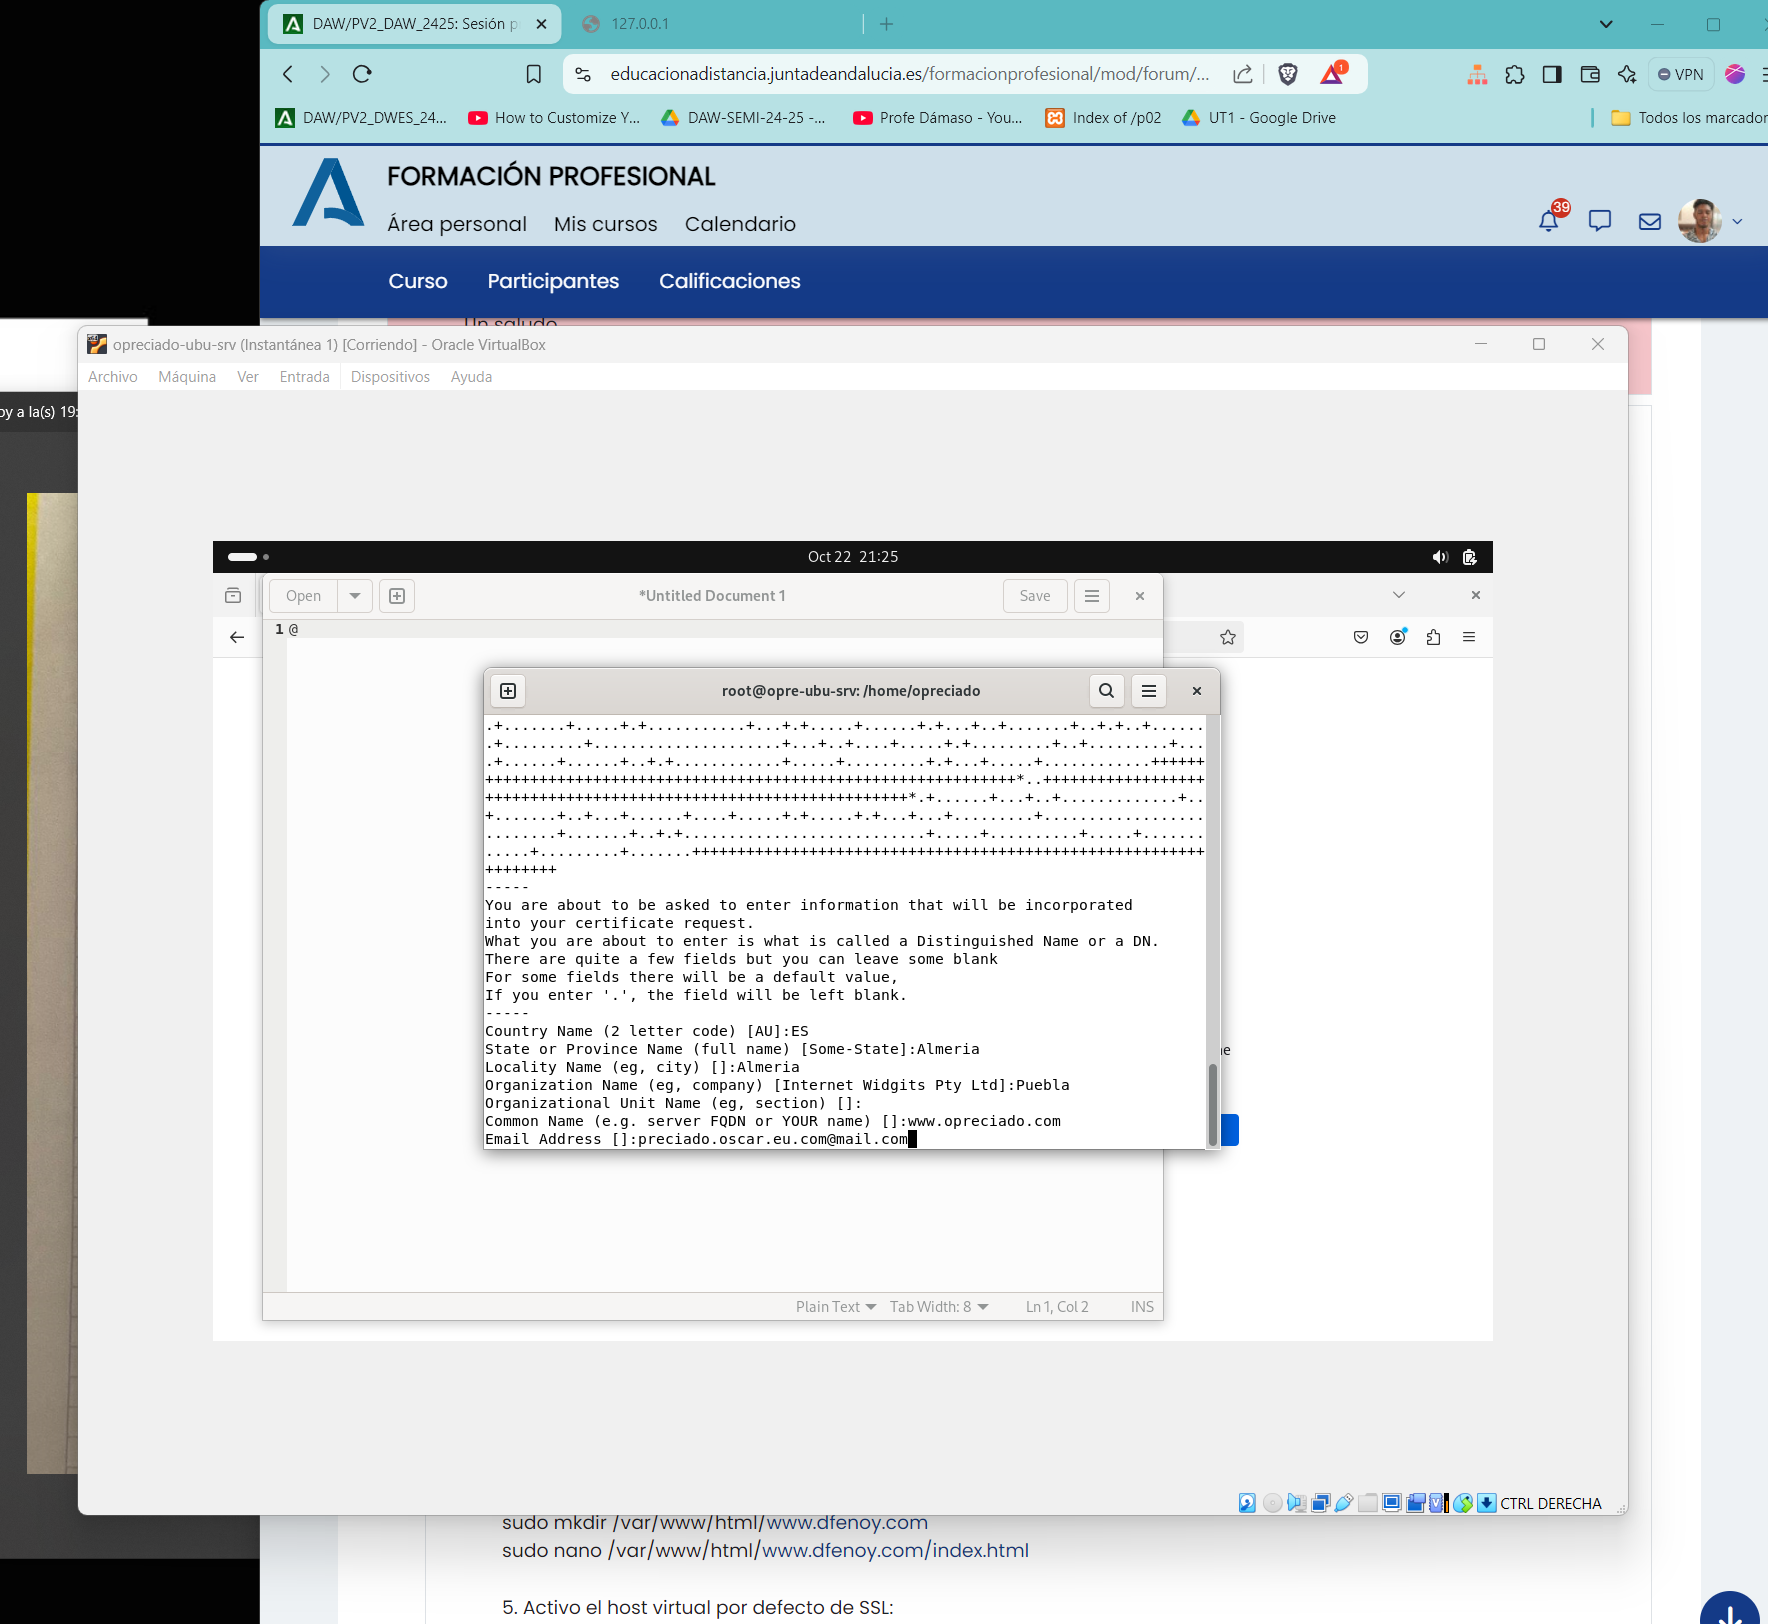 DAW/PV2_DAW_2425: Sesión p
127.0.0.1
educacionadistancia.juntadeandalucia.es/formacionprofesional/mod/forum/...
1
VPN
DAW/PV2_DWES_24...
How to Customize Y...
DAW-SEMI-24-25 -...
Profe Dámaso - You...
Index of /p02
UT1 - Google Drive
Todos los marcador
FORMACIÓN PROFESIONAL
Área personal
Mis cursos
Calendario
39
Curso
Participantes
Calificaciones
Un saludo
opreciado-ubu-srv (Instantánea 1) [Corriendo] - Oracle VirtualBox
Archivo
Máquina
Ver
Entrada
Dispositivos
Ayuda
oy a la(s) 19:
Oct 22 21:25
Open
*Untitled Document 1
Save
1 @
root@opre-ubu-srv: /home/opreciado
.+.......+.....+.+...........+...+.+.....+......+.+...+..+.......+..+.+..+......
.+.........+.....................+...+..+....+.....+.+.........+..+.........+...
.+......+......+..+.+............+.....+.........+.+...+.....+............++++++
+++++++++++++++++++++++++++++++++++++++++++++++++++++++++++*..++++++++++++++++++
+++++++++++++++++++++++++++++++++++++++++++++++*.+......+...+..+.............+..
+.......+..+...+......+....+.....+.+.....+.+...+...+.........+..................
........+.......+..+.+...........................+.....+..........+.....+.......
.....+.........+.......+++++++++++++++++++++++++++++++++++++++++++++++++++++++++
++++++++
-----
You are about to be asked to enter information that will be incorporated
into your certificate request.
What you are about to enter is what is called a Distinguished Name or a DN.
There are quite a few fields but you can leave some blank
For some fields there will be a default value,
If you enter '.', the field will be left blank.
-----
Country Name (2 letter code) [AU]:ES
State or Province Name (full name) [Some-State]:Almeria
Locality Name (eg, city) []:Almeria
Organization Name (eg, company) [Internet Widgits Pty Ltd]:Puebla
Organizational Unit Name (eg, section) []:
Common Name (e.g. server FQDN or YOUR name) []:www.opreciado.com
Email Address []:preciado.oscar.eu.com@mail.com
Plain Text
Tab Width: 8
Ln 1, Col 2
INS
CTRL DERECHA
sudo mkdir /var/www/html/www.dfenoy.com
sudo nano /var/www/html/www.dfenoy.com/index.html
5. Activo el host virtual por defecto de SSL: